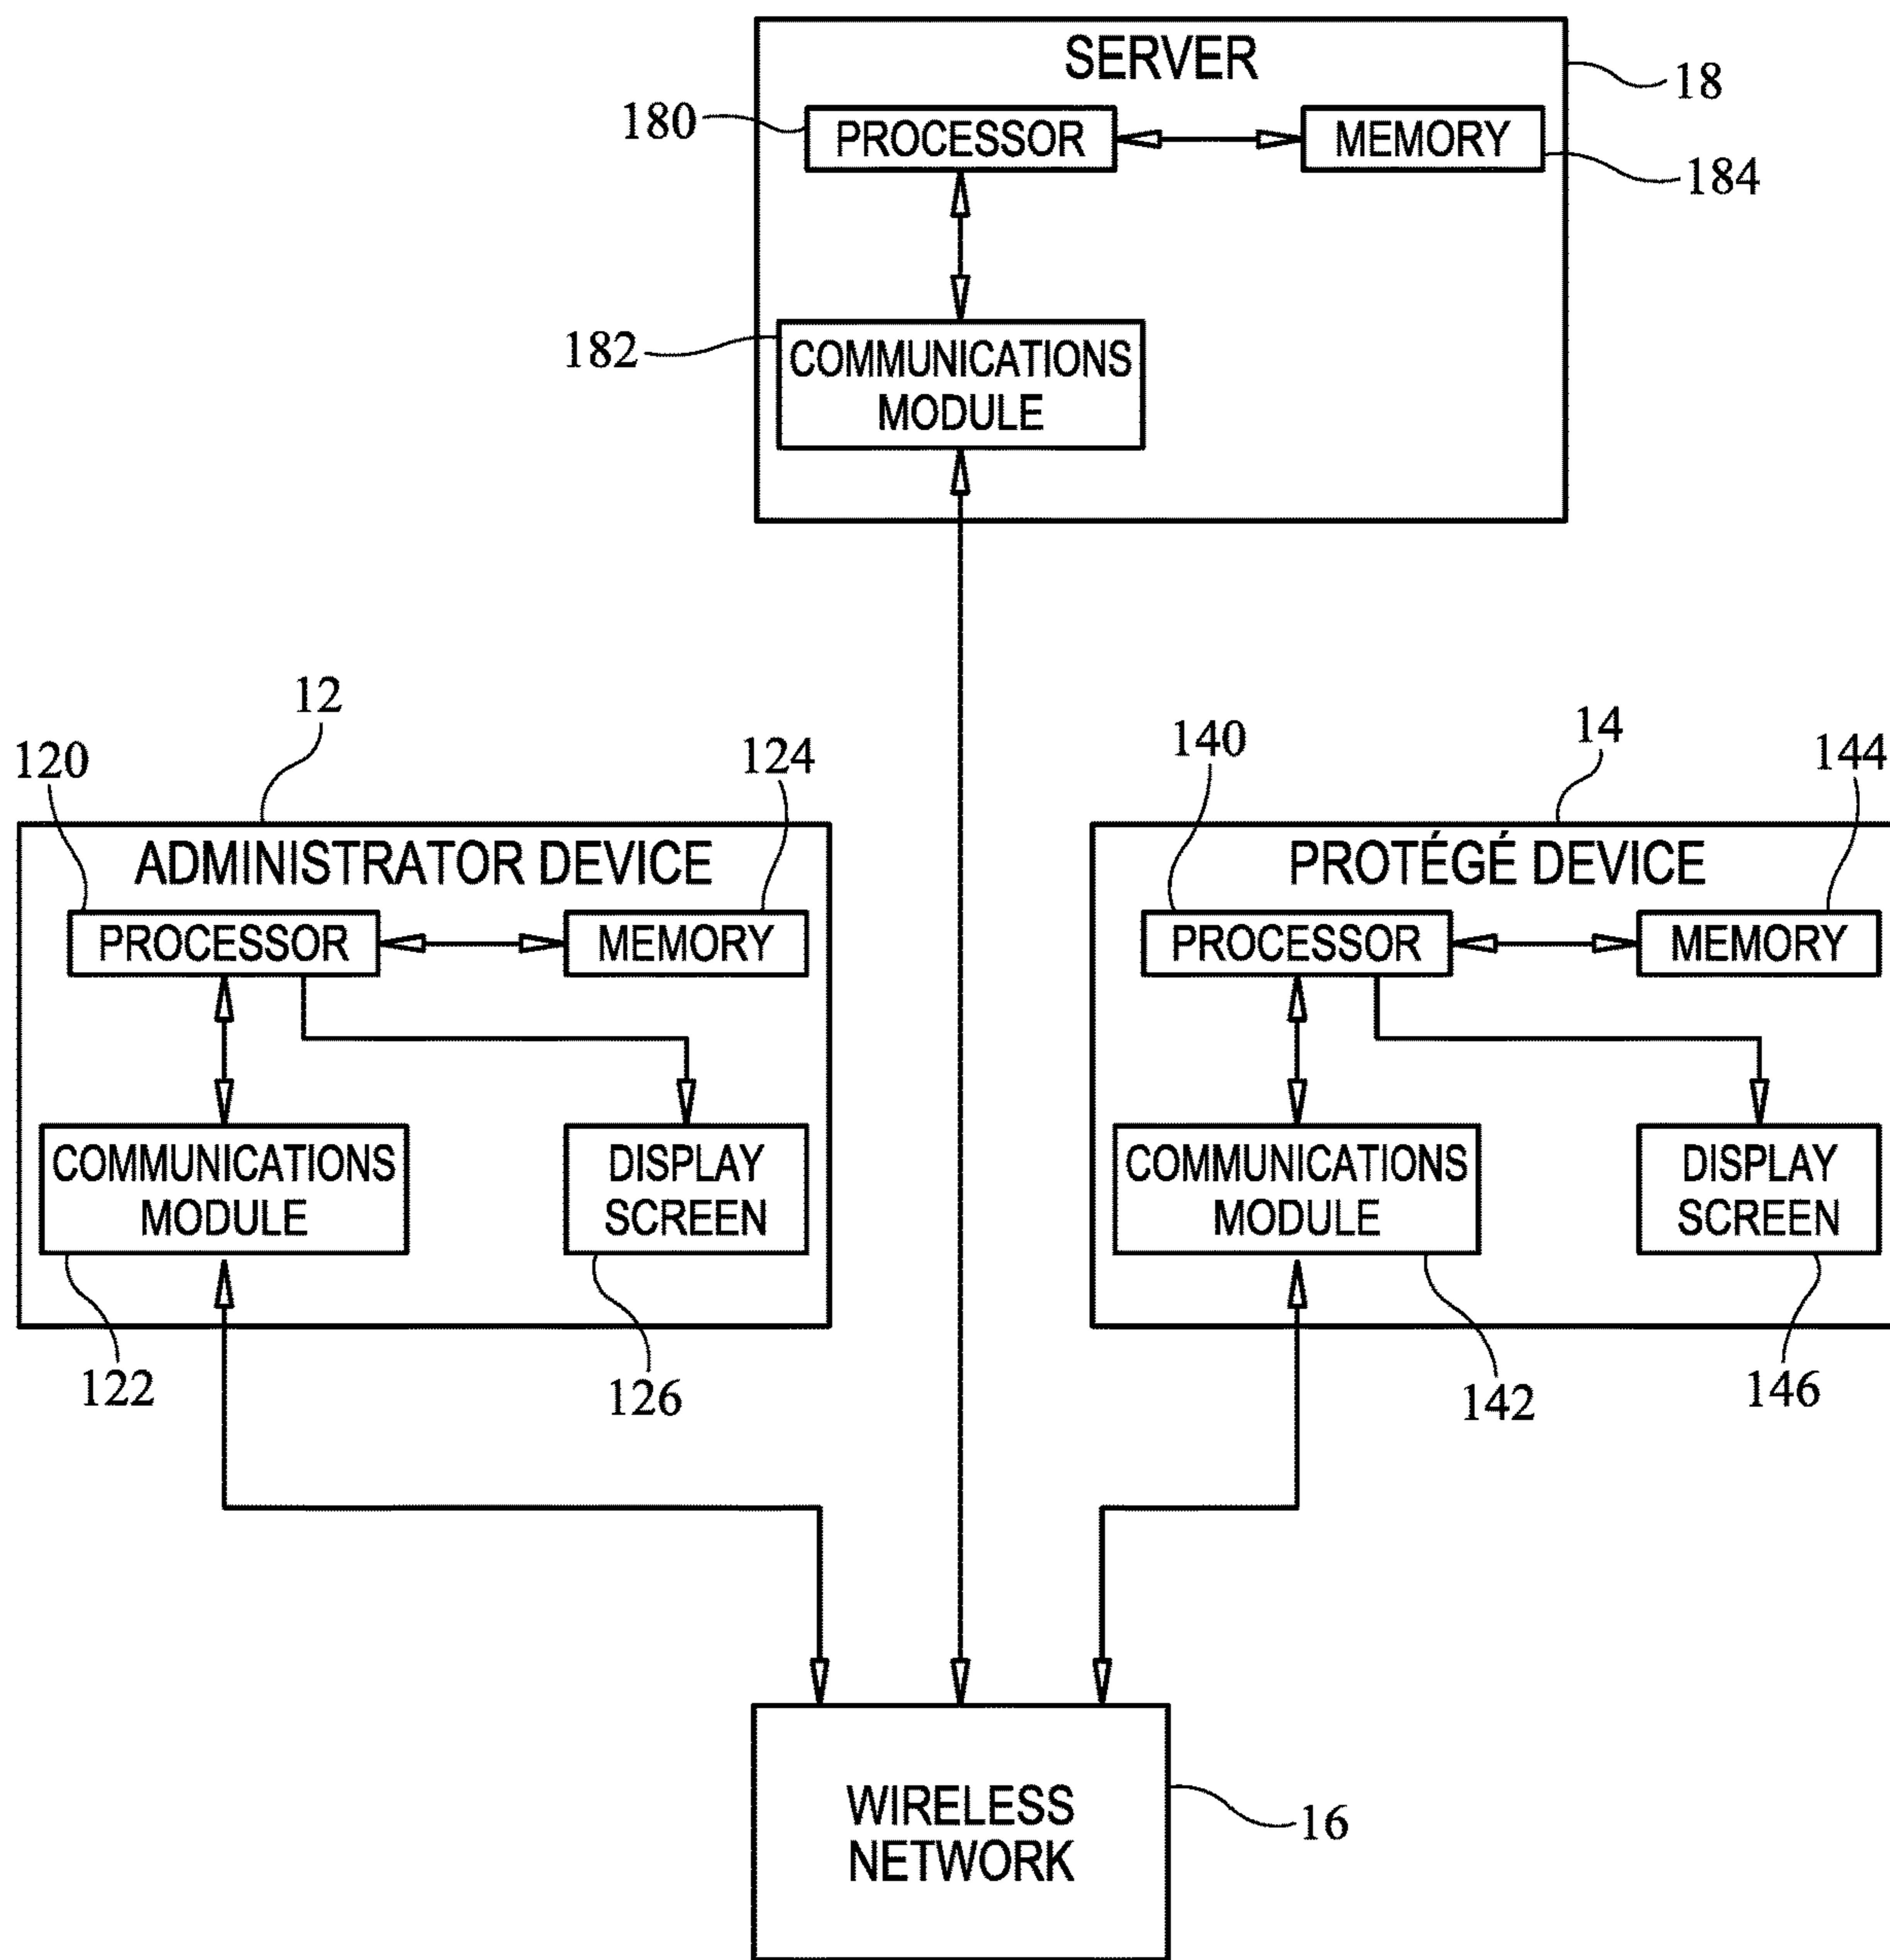 SERVER
18
180
PROCESSOR
MEMORY
184
182
COMMUNICATIONS
MODULE
12
120
124
ADMINISTRATOR DEVICE
PROCESSOR
MEMORY
COMMUNICATIONS
MODULE
DISPLAY
SCREEN
122
126
14
140
144
PROTÉGÉ DEVICE
PROCESSOR
MEMORY
COMMUNICATIONS
MODULE
DISPLAY
SCREEN
142
146
WIRELESS
NETWORK
16